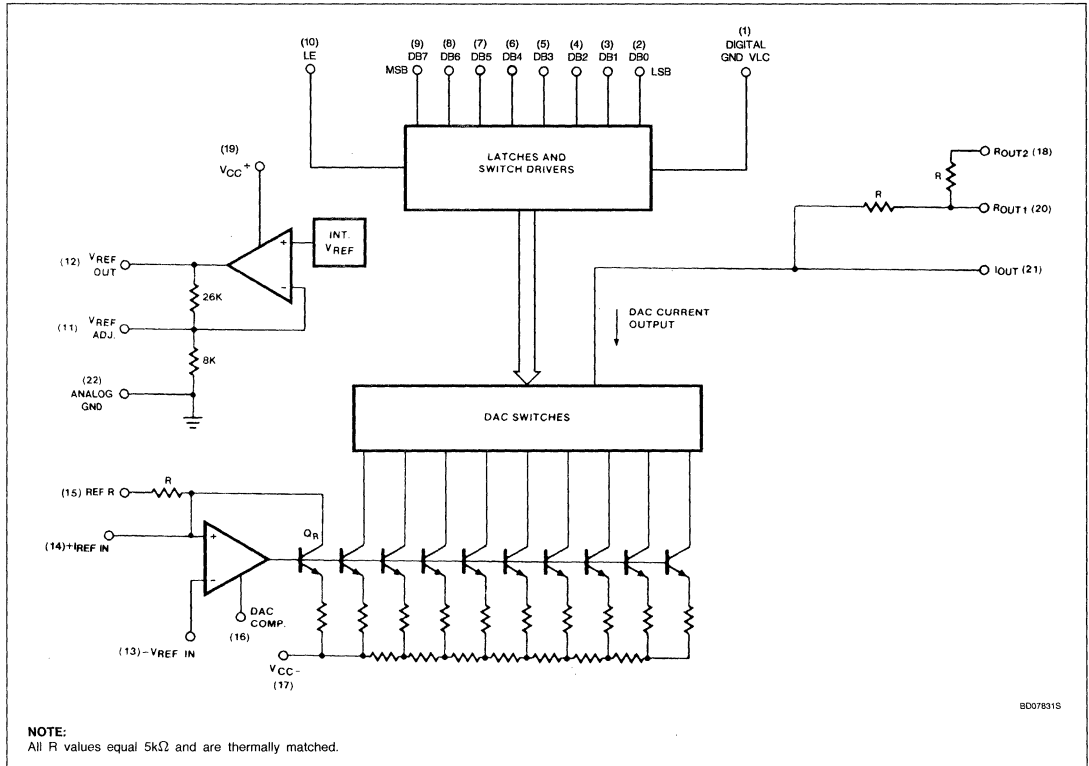 (10)
LE
(9)
DB7
(8)
DB6
(7)
DB5
(6)
DB4
(5)
DB3
(4)
DB2
(3)
DB1
(2)
DB0
(1)
DIGITAL
GND VLC
MSB
LSB
LATCHES AND
SWITCH DRIVERS
(19)
VCC+
INT.
VREF
(12) VREF
OUT
26K
(11) VREF
ADJ.
8K
(22)
ANALOG
GND
ROUT2 (18)
R
R
ROUT1 (20)
IOUT (21)
DAC CURRENT
OUTPUT
DAC SWITCHES
(15) REF R
R
(14)+IREF IN
QR
DAC
COMP.
(16)
(13)−VREF IN
VCC−
(17)
BD07831S
NOTE:
All R values equal 5kΩ and are thermally matched.